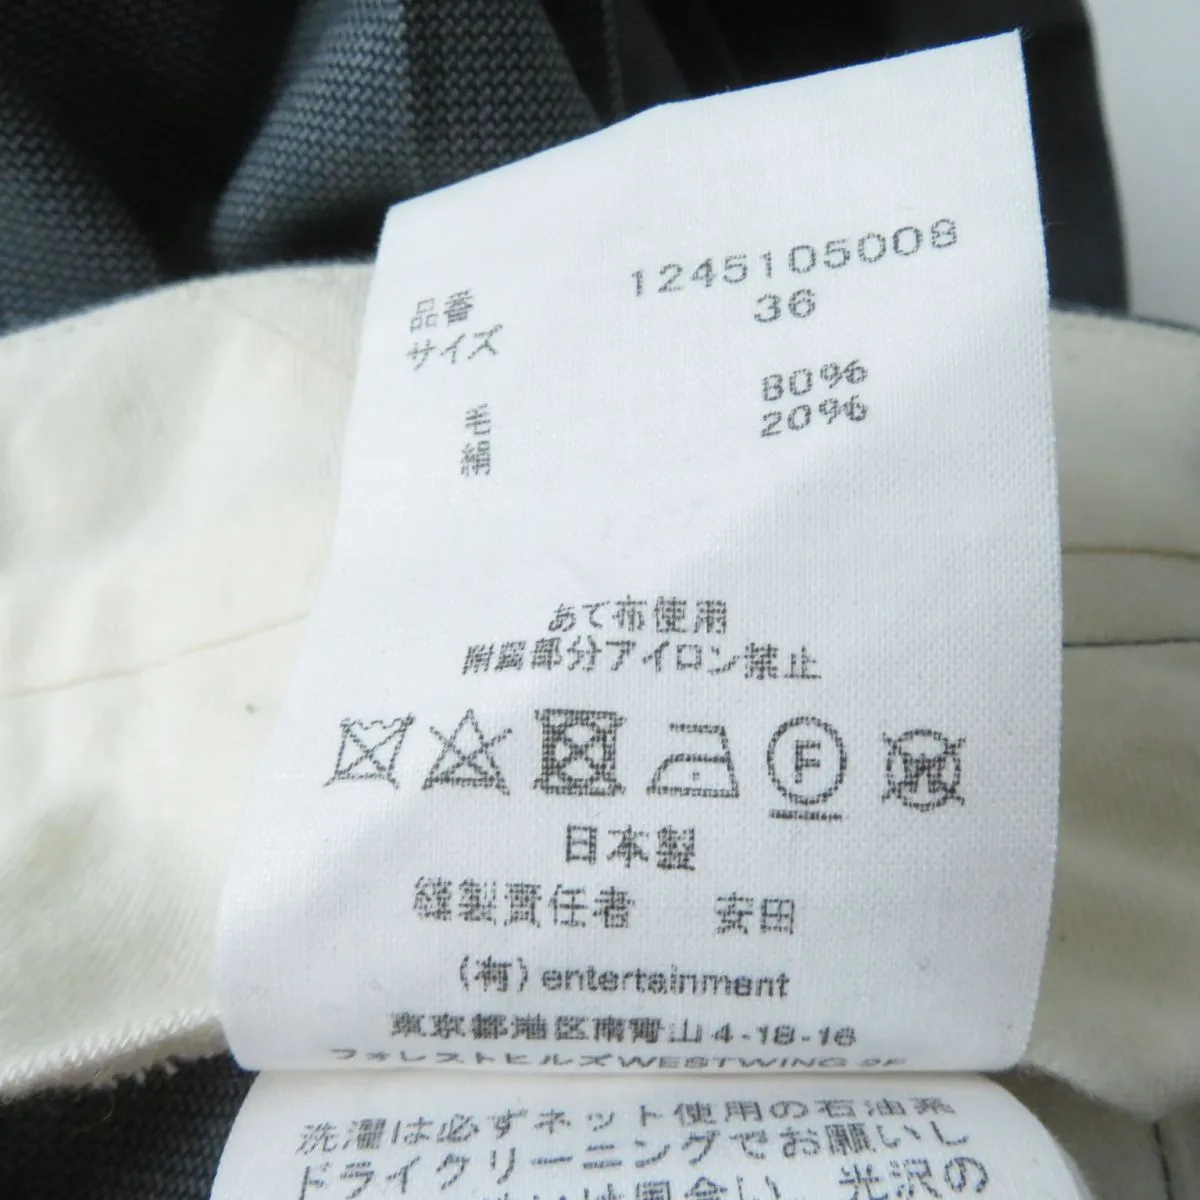 品番 1245105008
サイズ 36
毛 80%
絹 20%
あて布使用
附属部分アイロン禁止
F
W
日本製
縫製責任者 安田
(有) entertainment
東京都港区南青山4-18-16
フォレストヒルズWESTWING 2F
洗濯は必ずネット使用の石油系
ドライクリーニングでお願いし
光沢の